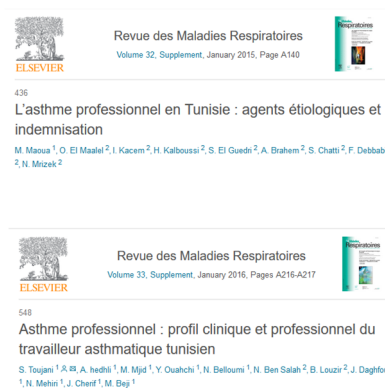 Revue des Maladies Respiratoires
Volume 32, Supplement, January 2015, Page A140
ELSEVIER
Respiratoires
436
L'asthme professionnel en Tunisie : agents étiologiques et
indemnisation
M. Maoua 1, O. El Maalel 2, I. Kacem 2, H. Kalboussi 2, S. El Guedri 2, A. Brahem 2, S. Chatti 2, F. Debbab
2, N. Mrizek 2
Revue des Maladies Respiratoires
Volume 33, Supplement, January 2016, Pages A216-A217
ELSEVIER
Respiratoires
548
Asthme professionnel : profil clinique et professionnel du
travailleur asthmatique tunisien
S. Toujani 1, A. hedhli 1, M. Mjid 1, Y. Ouahchi 1, N. Belloumi 1, N. Ben Salah 2, B. Louzir 2, J. Daghfou
1, N. Mehiri 1, J. Cherif 1, M. Beji 1